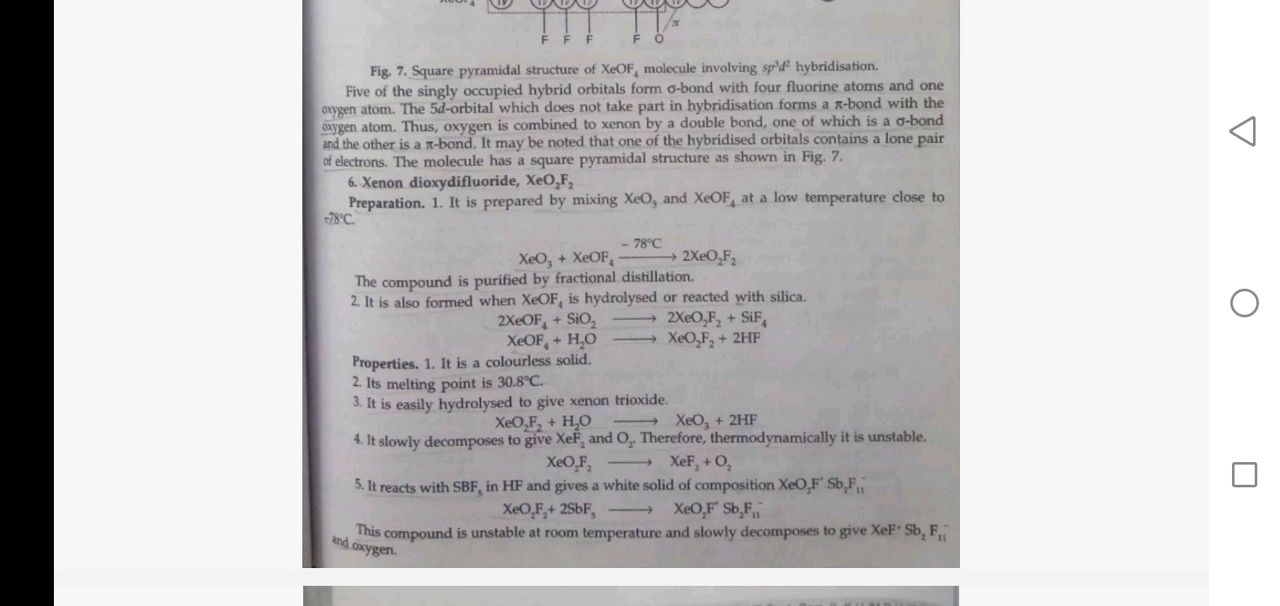 F F F F O
π
Fig. 7. Square pyramidal structure of XeOF₄ molecule involving sp³d² hybridisation.
Five of the singly occupied hybrid orbitals form σ-bond with four fluorine atoms and one
oxygen atom. The 5d-orbital which does not take part in hybridisation forms a π-bond with the
oxygen atom. Thus, oxygen is combined to xenon by a double bond, one of which is a σ-bond
and the other is a π-bond. It may be noted that one of the hybridised orbitals contains a lone pair
of electrons. The molecule has a square pyramidal structure as shown in Fig. 7.
6. Xenon dioxydifluoride, XeO₂F₂
Preparation. 1. It is prepared by mixing XeO₃ and XeOF₄ at a low temperature close to
-78°C.
– 78°C
XeO₃ + XeOF₄ ⟶ 2XeO₂F₂
The compound is purified by fractional distillation.
2. It is also formed when XeOF₄ is hydrolysed or reacted with silica.
2XeOF₄ + SiO₂ ⟶ 2XeO₂F₂ + SiF₄
XeOF₄ + H₂O ⟶ XeO₂F₂ + 2HF
Properties. 1. It is a colourless solid.
2. Its melting point is 30.8°C.
3. It is easily hydrolysed to give xenon trioxide.
XeO₂F₂ + H₂O ⟶ XeO₃ + 2HF
4. It slowly decomposes to give XeF₂ and O₂. Therefore, thermodynamically it is unstable.
XeO₂F₂ ⟶ XeF₂ + O₂
5. It reacts with SBF₅ in HF and gives a white solid of composition XeO₂F⁺ Sb₂F₁₁⁻
XeO₂F₂+ 2SbF₅ ⟶ XeO₂F⁺ Sb₂F₁₁⁻
This compound is unstable at room temperature and slowly decomposes to give XeF⁺ Sb₂ F₁₁⁻
and oxygen.